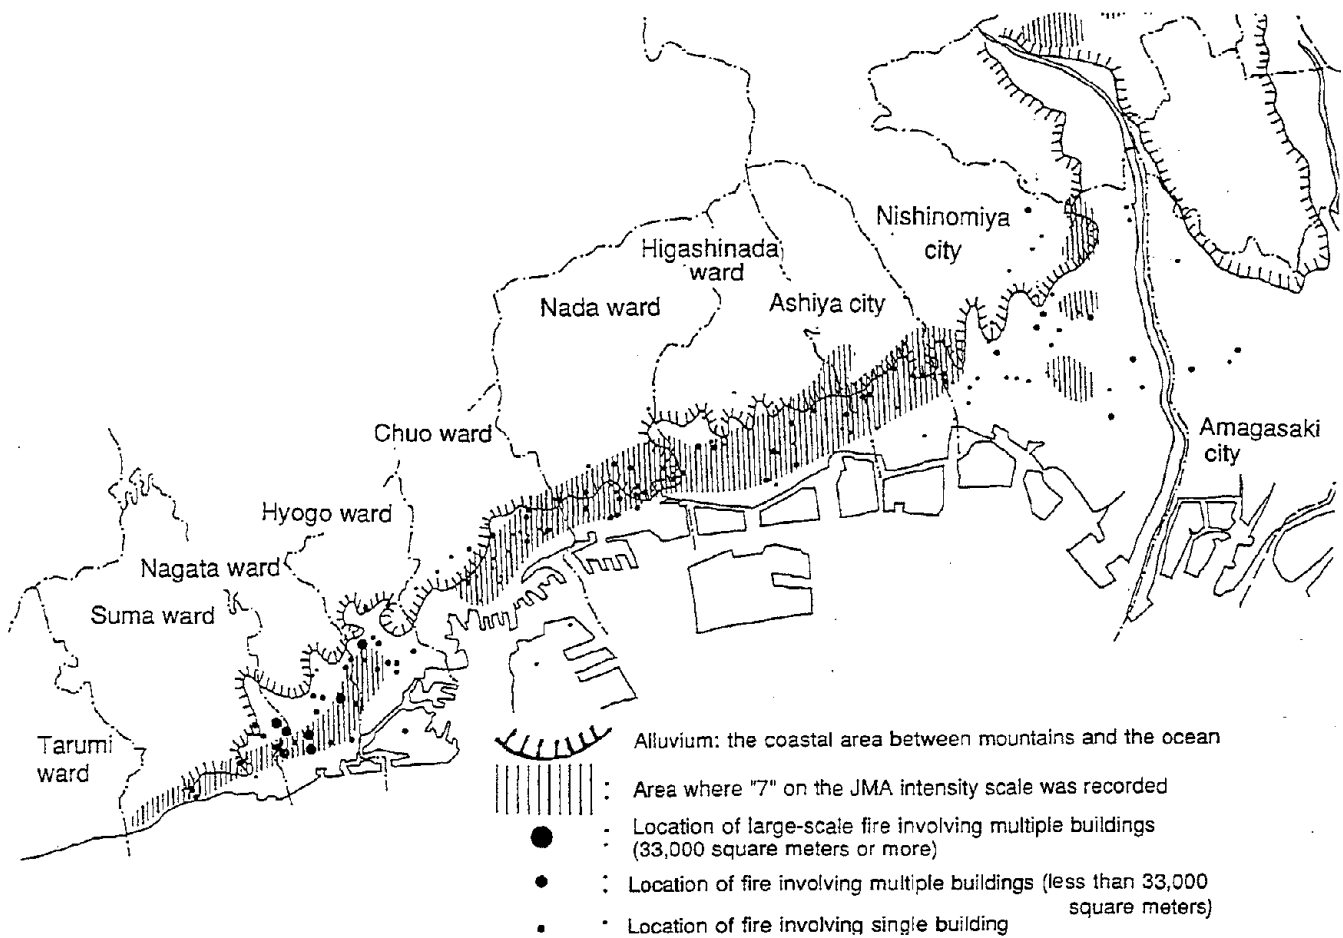 Nishinomiya
city
Higashinada
ward
Nada ward
Ashiya city
Chuo ward
Amagasaki
city
Hyogo ward
Nagata ward
Suma ward
Tarumi
ward
Alluvium: the coastal area between mountains and the ocean
: Area where "7" on the JMA intensity scale was recorded
: Location of large-scale fire involving multiple buildings
(33,000 square meters or more)
: Location of fire involving multiple buildings (less than 33,000
square meters)
: Location of fire involving single building